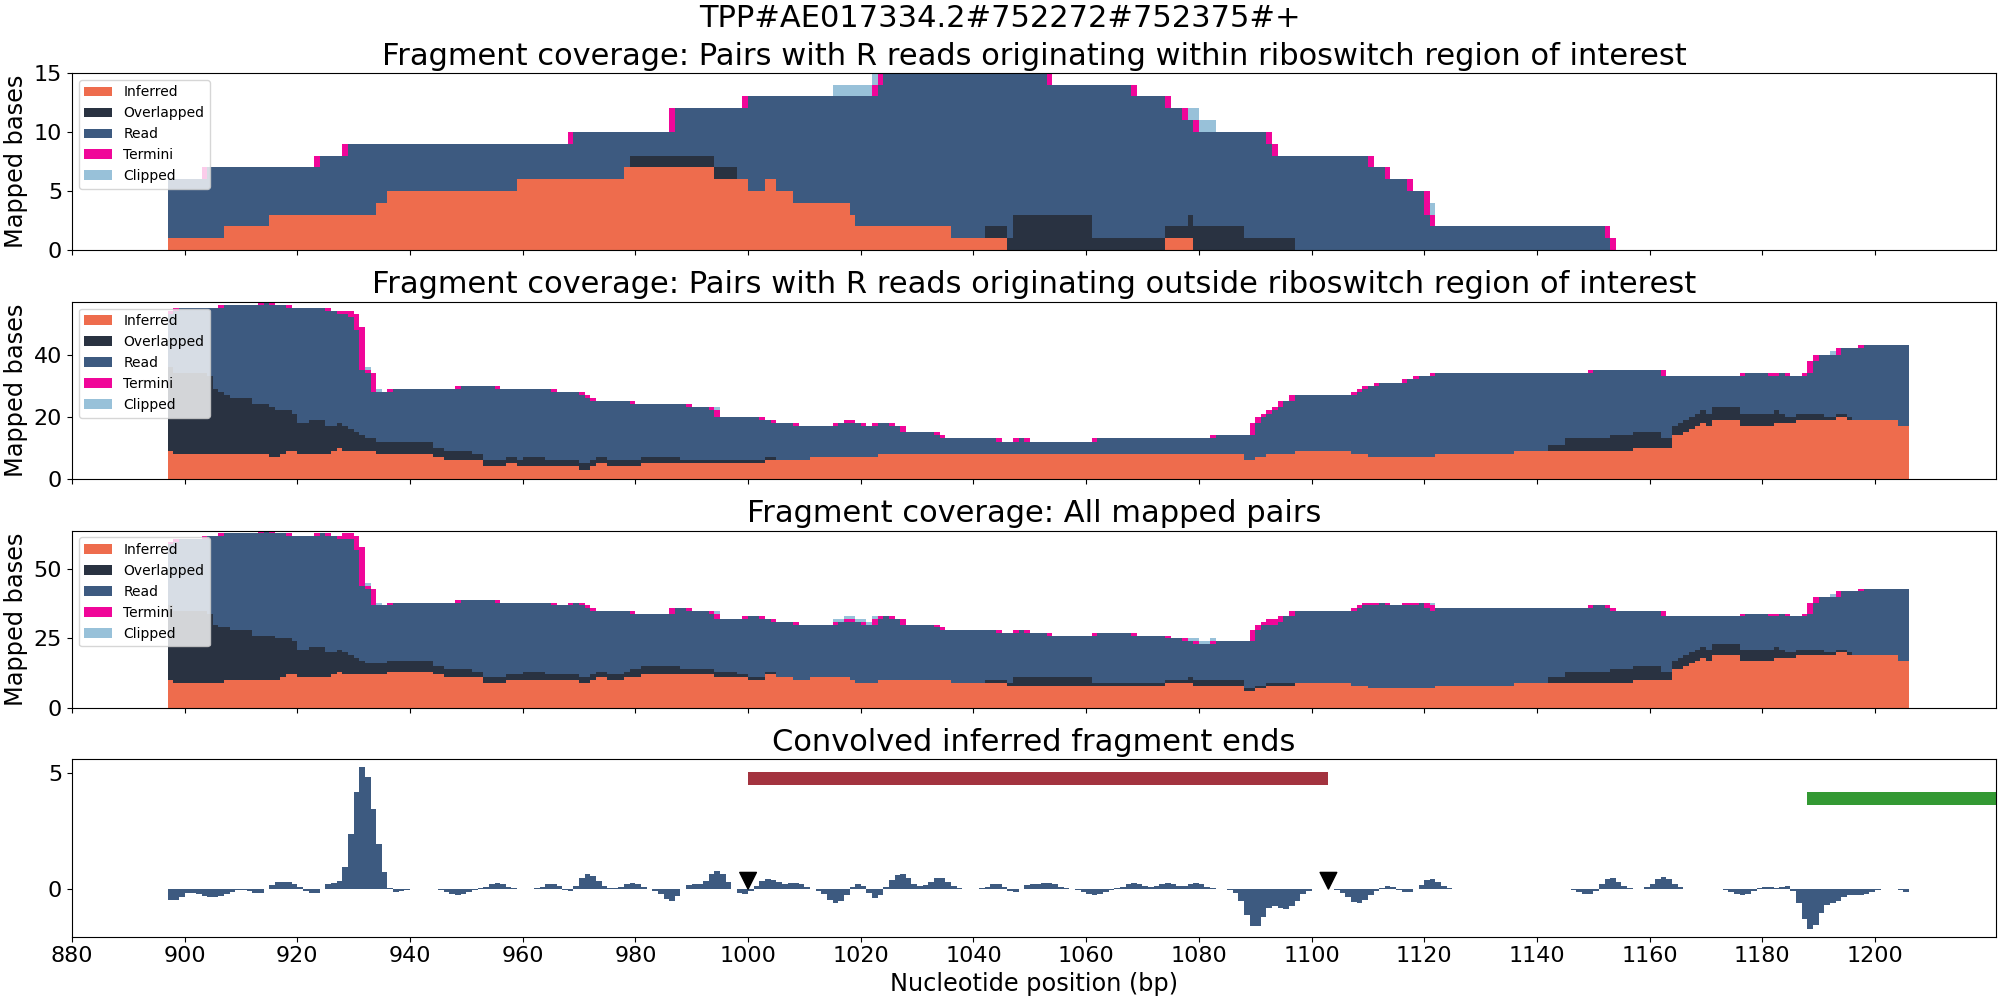 TPP#AE017334.2#752272#752375#+
Fragment coverage: Pairs with R reads originating within riboswitch region of interest
Mapped bases
15
10
5
0
Inferred
Overlapped
Read
Termini
Clipped
Fragment coverage: Pairs with R reads originating outside riboswitch region of interest
Mapped bases
40
20
0
Inferred
Overlapped
Read
Termini
Clipped
Fragment coverage: All mapped pairs
Mapped bases
50
25
0
Inferred
Overlapped
Read
Termini
Clipped
Convolved inferred fragment ends
5
0
880 900 920 940 960 980 1000 1020 1040 1060 1080 1100 1120 1140 1160 1180 1200
Nucleotide position (bp)